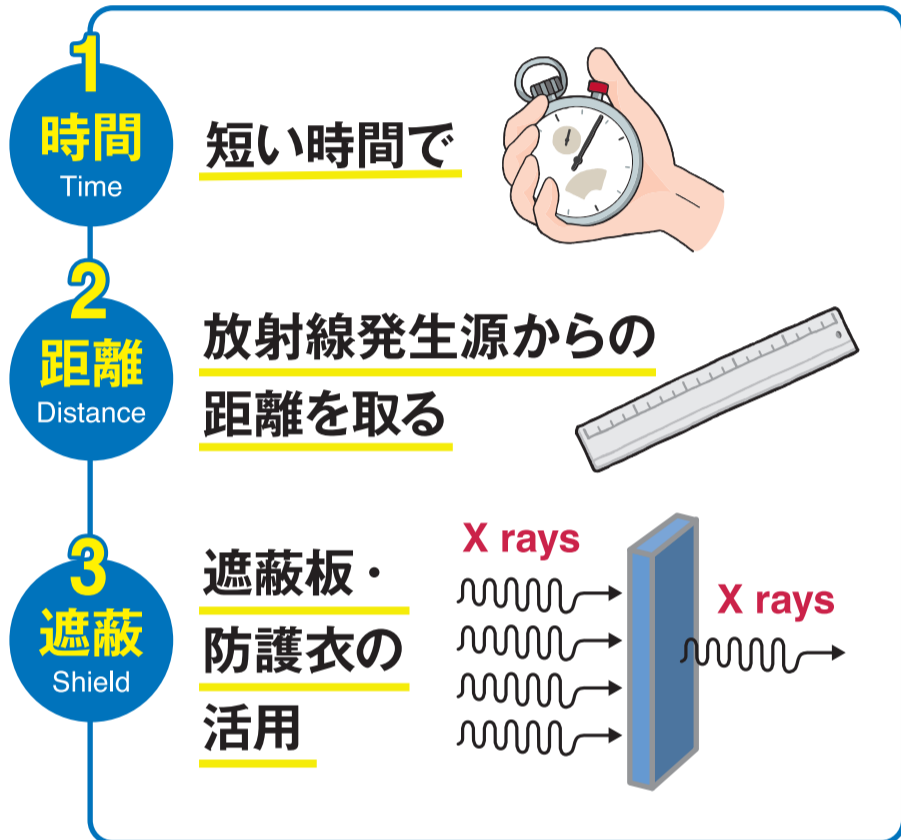 1
時間
Time
短い時間で
2
距離
Distance
放射線発生源からの
距離を取る
3
遮蔽
Shield
遮蔽板・
防護衣の
活用
X rays
X rays